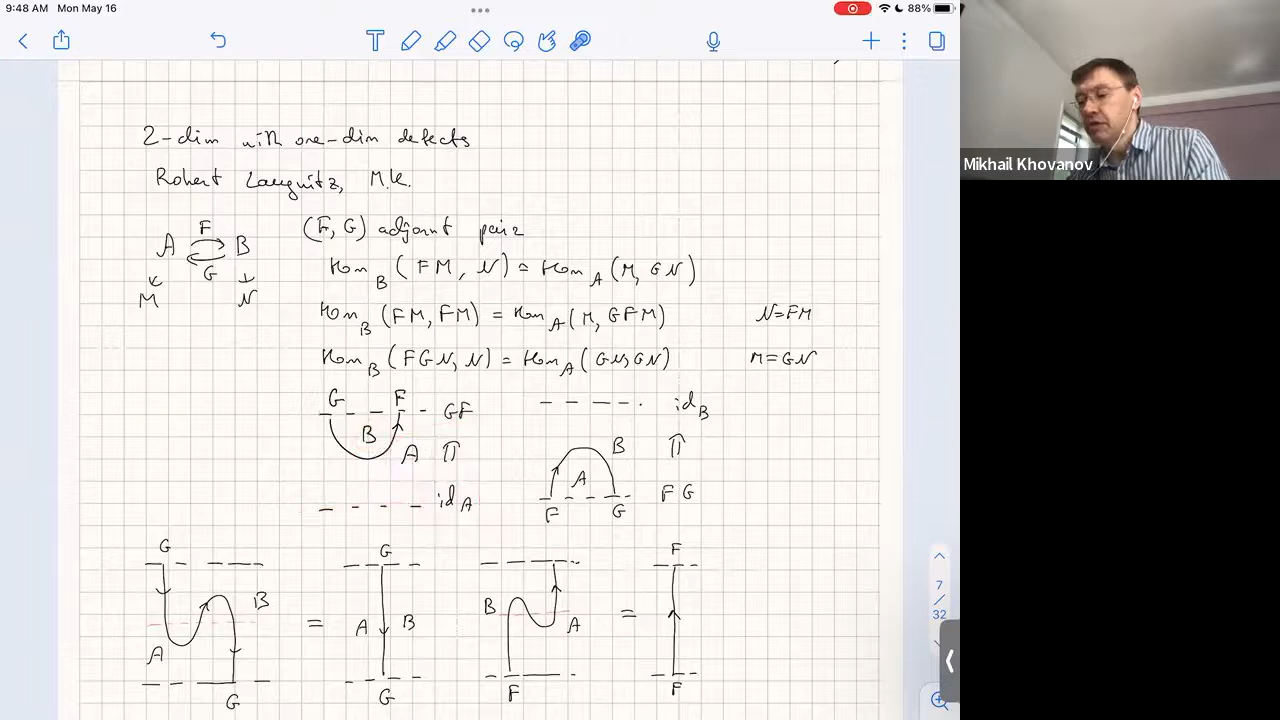 9:48 AM Mon May 16
88%
2-dim with one-dim defects
Robert M.K.
A F B G
M N
(F, G) adjoint pair
Hom_B (FM, N) ≅ Hom_A (M, GN)
Hom_B (FM, FM) = Hom_A (M, GFM) N=FM
Hom_B (FGN, N) = Hom_A (GN, GN) M=GN
G F GF
B
A ⇑
id_A
id_B
B ⇑
A
F G FG
G
B
A
G
=
G
A B
G
B
A
F
=
F
F
7
/
32
Mikhail Khovanov